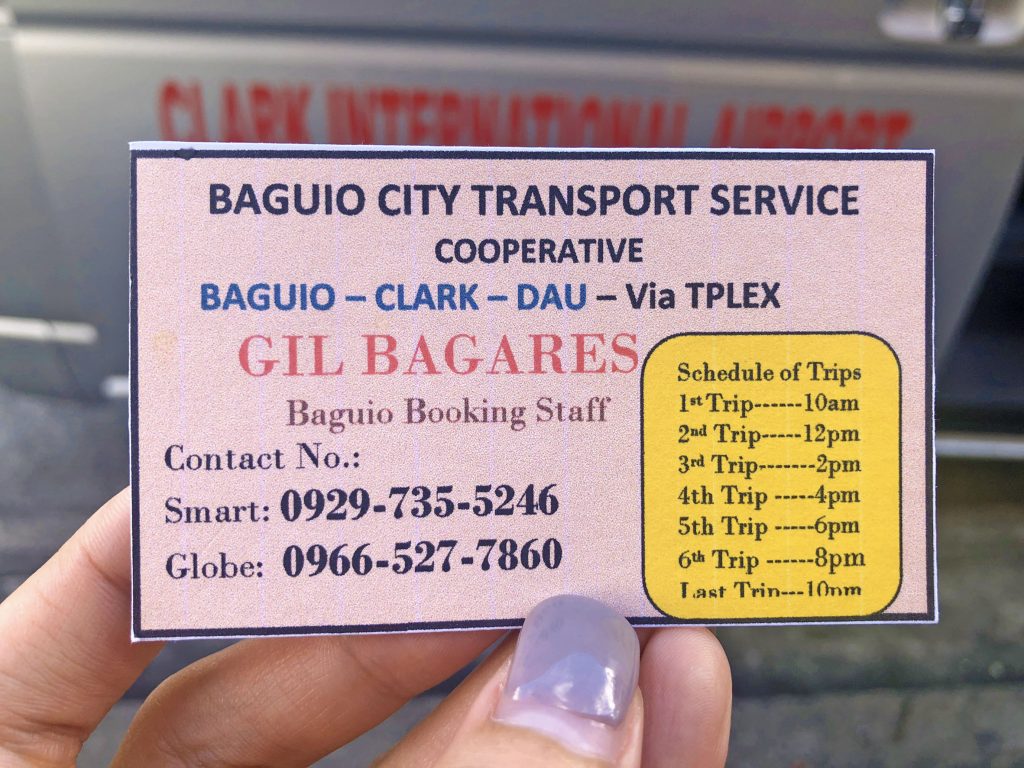 CLARK INTERNATIONAL AIRPORT
BAGUIO CITY TRANSPORT SERVICE
COOPERATIVE
BAGUIO – CLARK – DAU – Via TPLEX
GIL BAGARES
Baguio Booking Staff
Contact No.:
Smart: 0929-735-5246
Globe: 0966-527-7860
Schedule of Trips
1st Trip------10am
2nd Trip-----12pm
3rd Trip-------2pm
4th Trip -----4pm
5th Trip -----6pm
6th Trip ------8pm
Last Trip---10pm